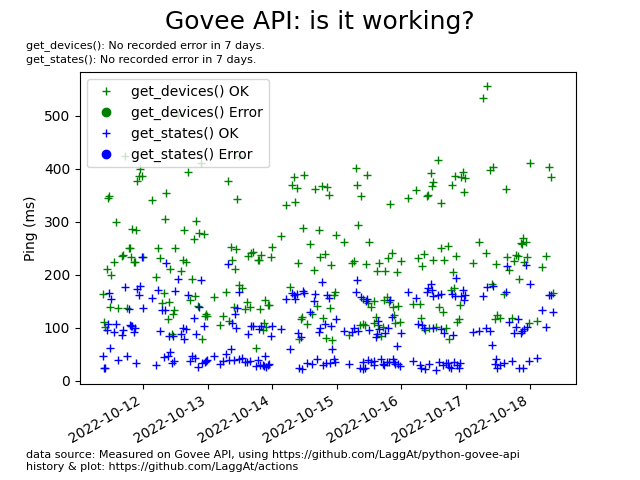 Govee API: is it working?
get_devices(): No recorded error in 7 days.
get_states(): No recorded error in 7 days.
get_devices() OK
get_devices() Error
get_states() OK
get_states() Error
Ping (ms)
500
400
300
200
100
0
2022-10-12
2022-10-13
2022-10-14
2022-10-15
2022-10-16
2022-10-17
2022-10-18
data source: Measured on Govee API, using https://github.com/LaggAt/python-govee-api
history & plot: https://github.com/LaggAt/actions